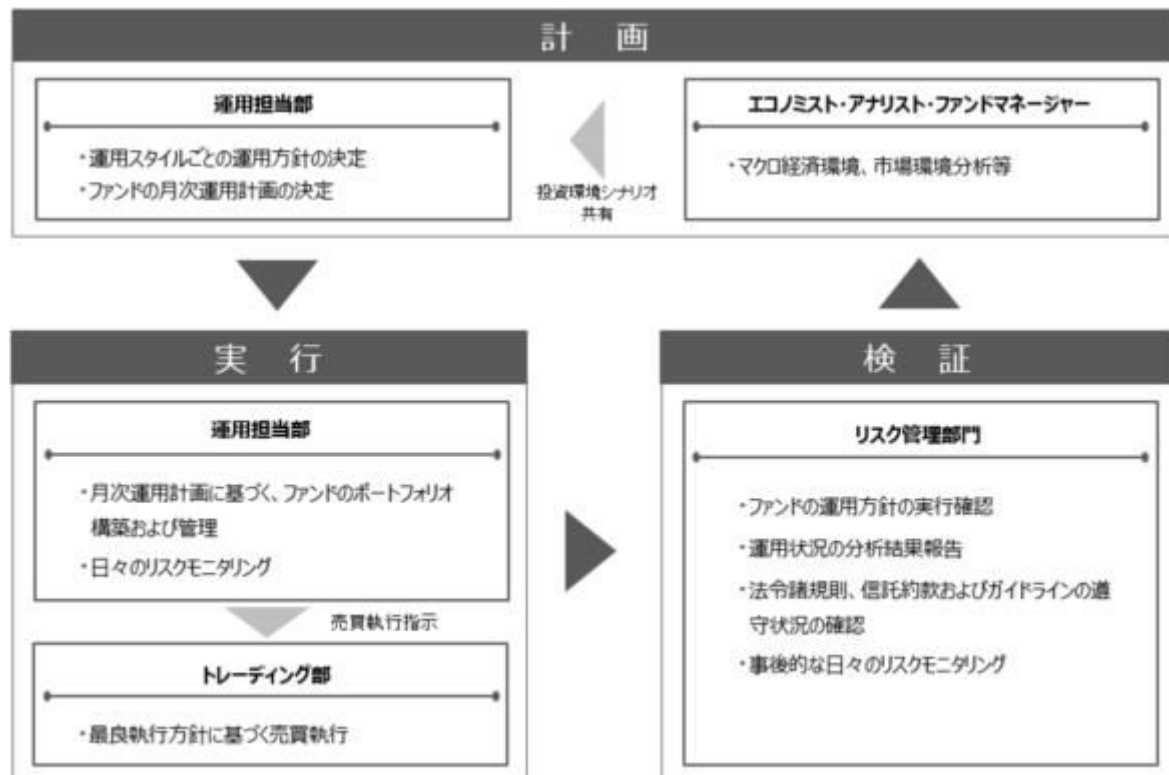 計 画
運用担当部
・運用スタイルごとの運用方針の決定
・ファンドの月次運用計画の決定
投資環境シナリオ
共有
エコノミスト・アナリスト・ファンドマネージャー
・マクロ経済環境、市場環境分析等
実 行
運用担当部
・月次運用計画に基づく、ファンドのポートフォリオ
構築および管理
・日々のリスクモニタリング
売買執行指示
トレーディング部
・最良執行方針に基づく売買執行
検 証
リスク管理部門
・ファンドの運用方針の実行確認
・運用状況の分析結果報告
・法令諸規則、信託約款およびガイドラインの遵
守状況の確認
・事後的な日々のリスクモニタリング